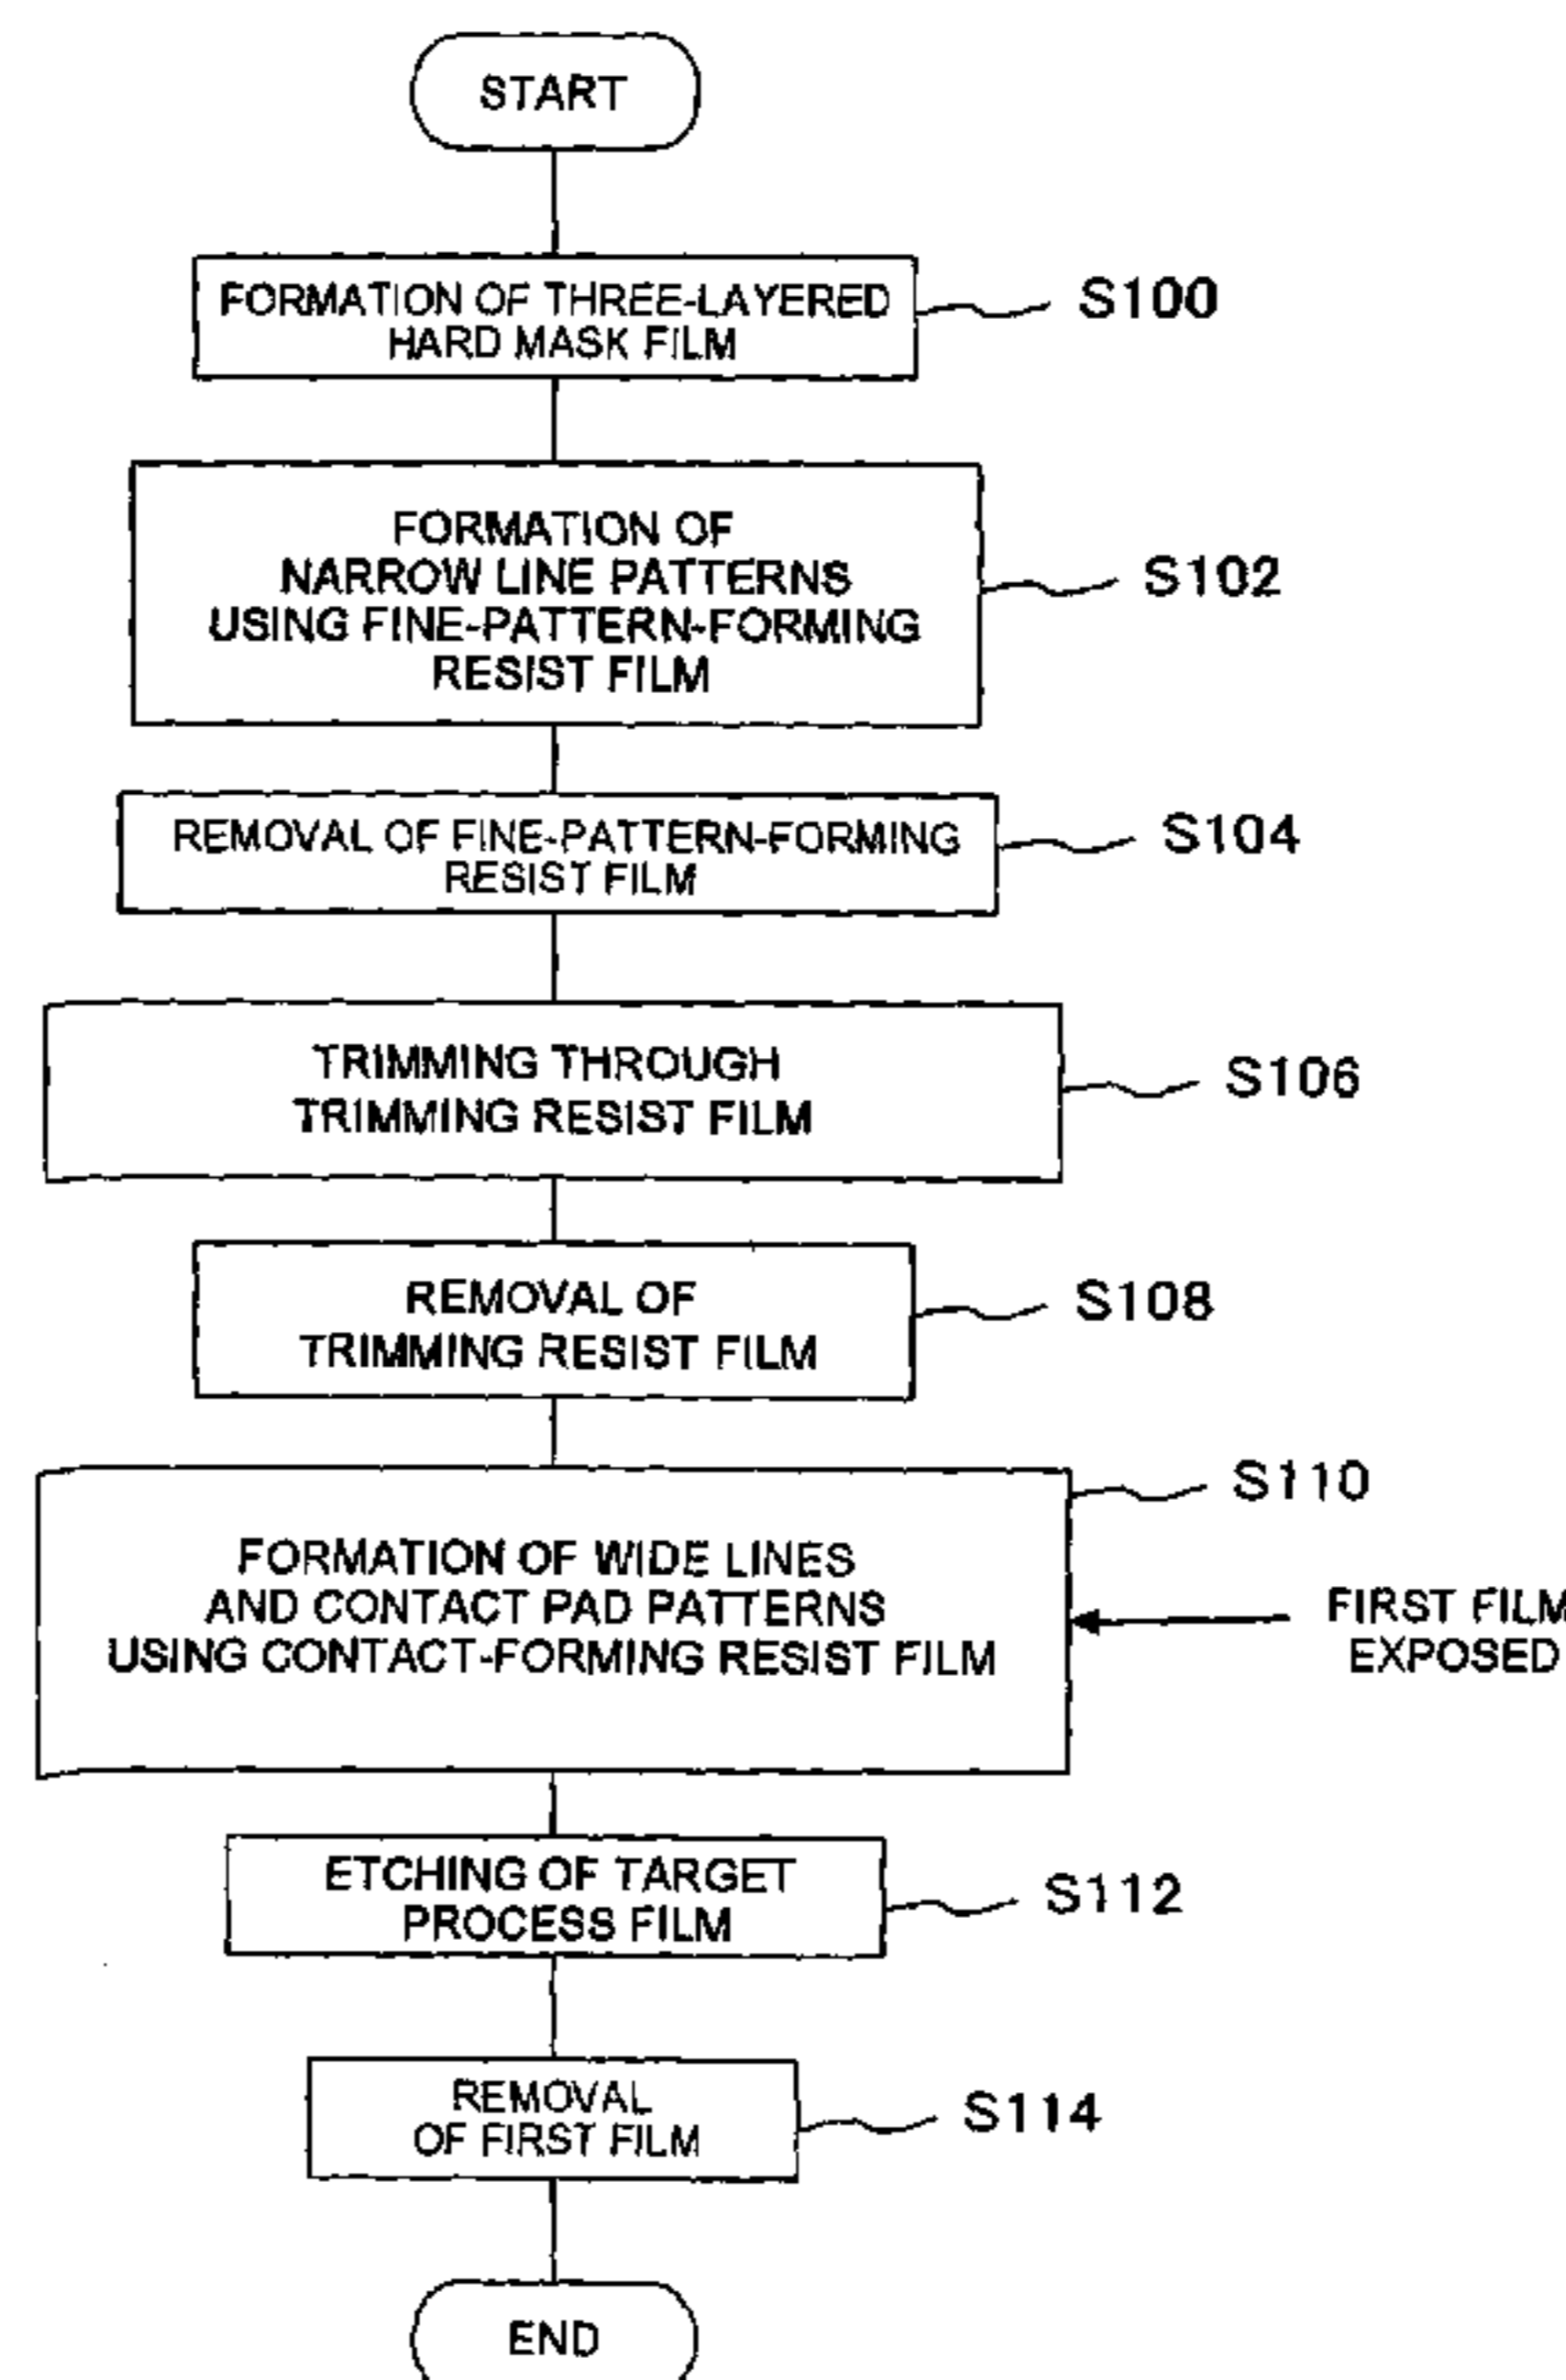 START
FORMATION OF THREE-LAYERED
HARD MASK FILM
S100
FORMATION OF
NARROW LINE PATTERNS
USING FINE-PATTERN-FORMING
RESIST FILM
S102
REMOVAL OF FINE-PATTERN-FORMING
RESIST FILM
S104
TRIMMING THROUGH
TRIMMING RESIST FILM
S106
REMOVAL OF
TRIMMING RESIST FILM
S108
S110
FORMATION OF WIDE LINES
AND CONTACT PAD PATTERNS
USING CONTACT-FORMING RESIST FILM
FIRST FILM
EXPOSED
ETCHING OF TARGET
PROCESS FILM
S112
REMOVAL
OF FIRST FILM
S114
END